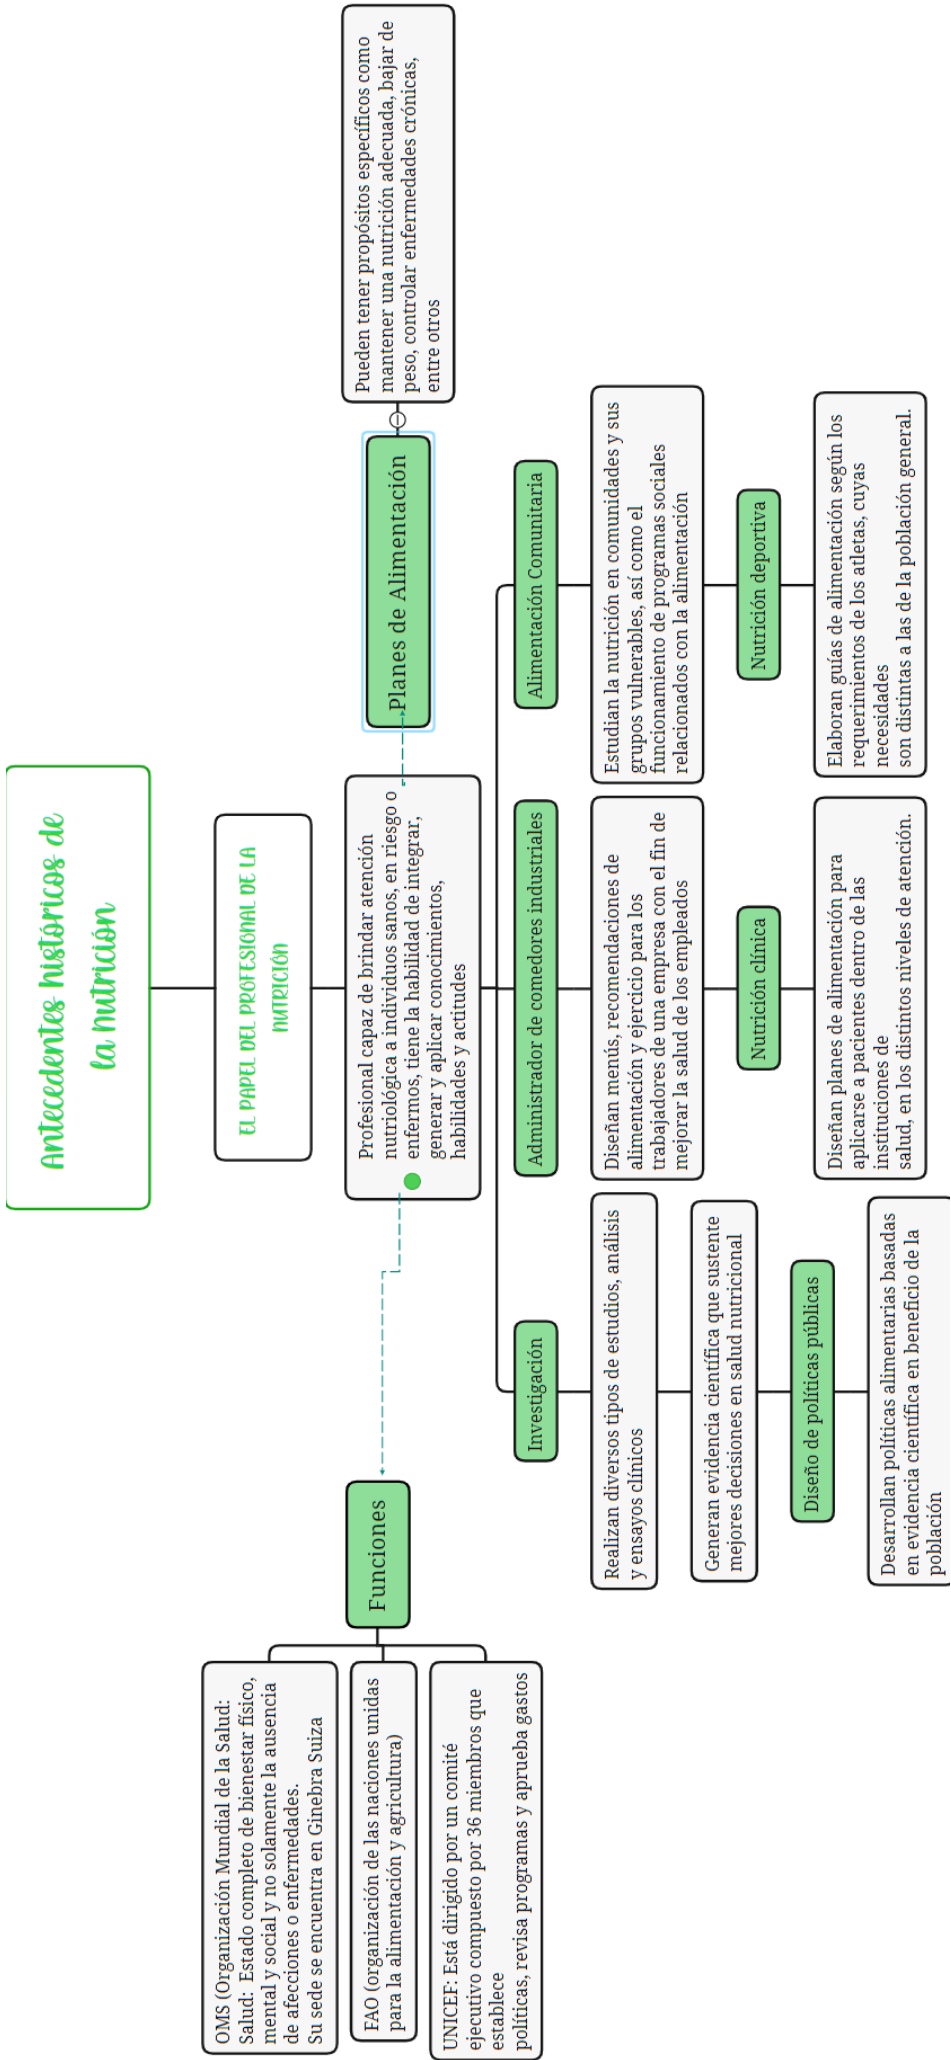 Antecedentes históricos de
la nutrición
EL PAPEL DEL PROFESIONAL DE LA
NUTRICIÓN
Profesional capaz de brindar atención
nutriológica a individuos sanos, en riesgo o
enfermos, tiene la habilidad de integrar,
generar y aplicar conocimientos,
habilidades y actitudes
Funciones
OMS (Organización Mundial de la Salud:
Salud: Estado completo de bienestar físico,
mental y social y no solamente la ausencia
de afecciones o enfermedades.
Su sede se encuentra en Ginebra Suiza
FAO (organización de las naciones unidas
para la alimentación y agricultura)
UNICEF: Está dirigido por un comité
ejecutivo compuesto por 36 miembros que
establece
políticas, revisa programas y aprueba gastos
Planes de Alimentación
Pueden tener propósitos específicos como
mantener una nutrición adecuada, bajar de
peso, controlar enfermedades crónicas,
entre otros
Investigación
Realizan diversos tipos de estudios, análisis
y ensayos clínicos
Generan evidencia científica que sustente
mejores decisiones en salud nutricional
Diseño de políticas públicas
Desarrollan políticas alimentarias basadas
en evidencia científica en beneficio de la
población
Administrador de comedores industriales
Diseñan menús, recomendaciones de
alimentación y ejercicio para los
trabajadores de una empresa con el fin de
mejorar la salud de los empleados
Nutrición clínica
Diseñan planes de alimentación para
aplicarse a pacientes dentro de las
instituciones de
salud, en los distintos niveles de atención.
Alimentación Comunitaria
Estudian la nutrición en comunidades y sus
grupos vulnerables, así como el
funcionamiento de programas sociales
relacionados con la alimentación
Nutrición deportiva
Elaboran guías de alimentación según los
requerimientos de los atletas, cuyas
necesidades
son distintas a las de la población general.